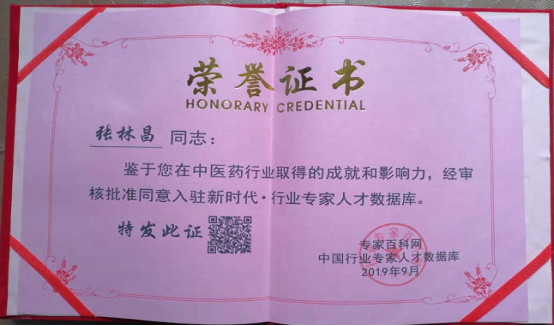 荣誉证书
HONORARY CREDENTIAL
张林昌 同志：
鉴于您在中医药行业取得的成就和影响力，经审
核批准同意入驻新时代·行业专家人才数据库。
特发此证
专家百科网
中国行业专家人才数据库
2019年9月